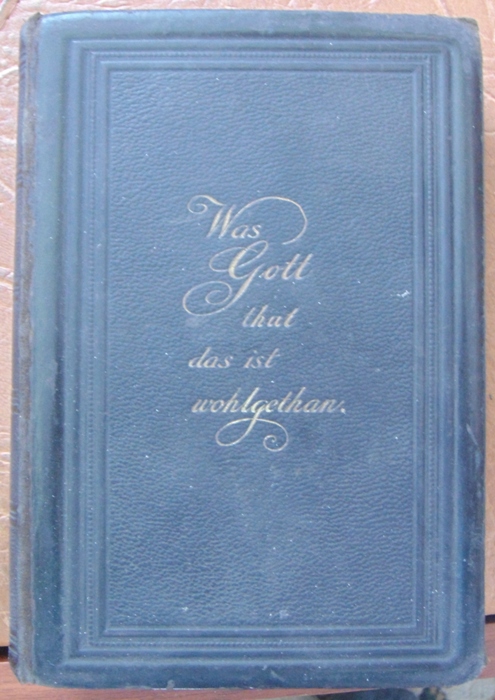 Was
Gott
thut
das ist
wohlgethan.